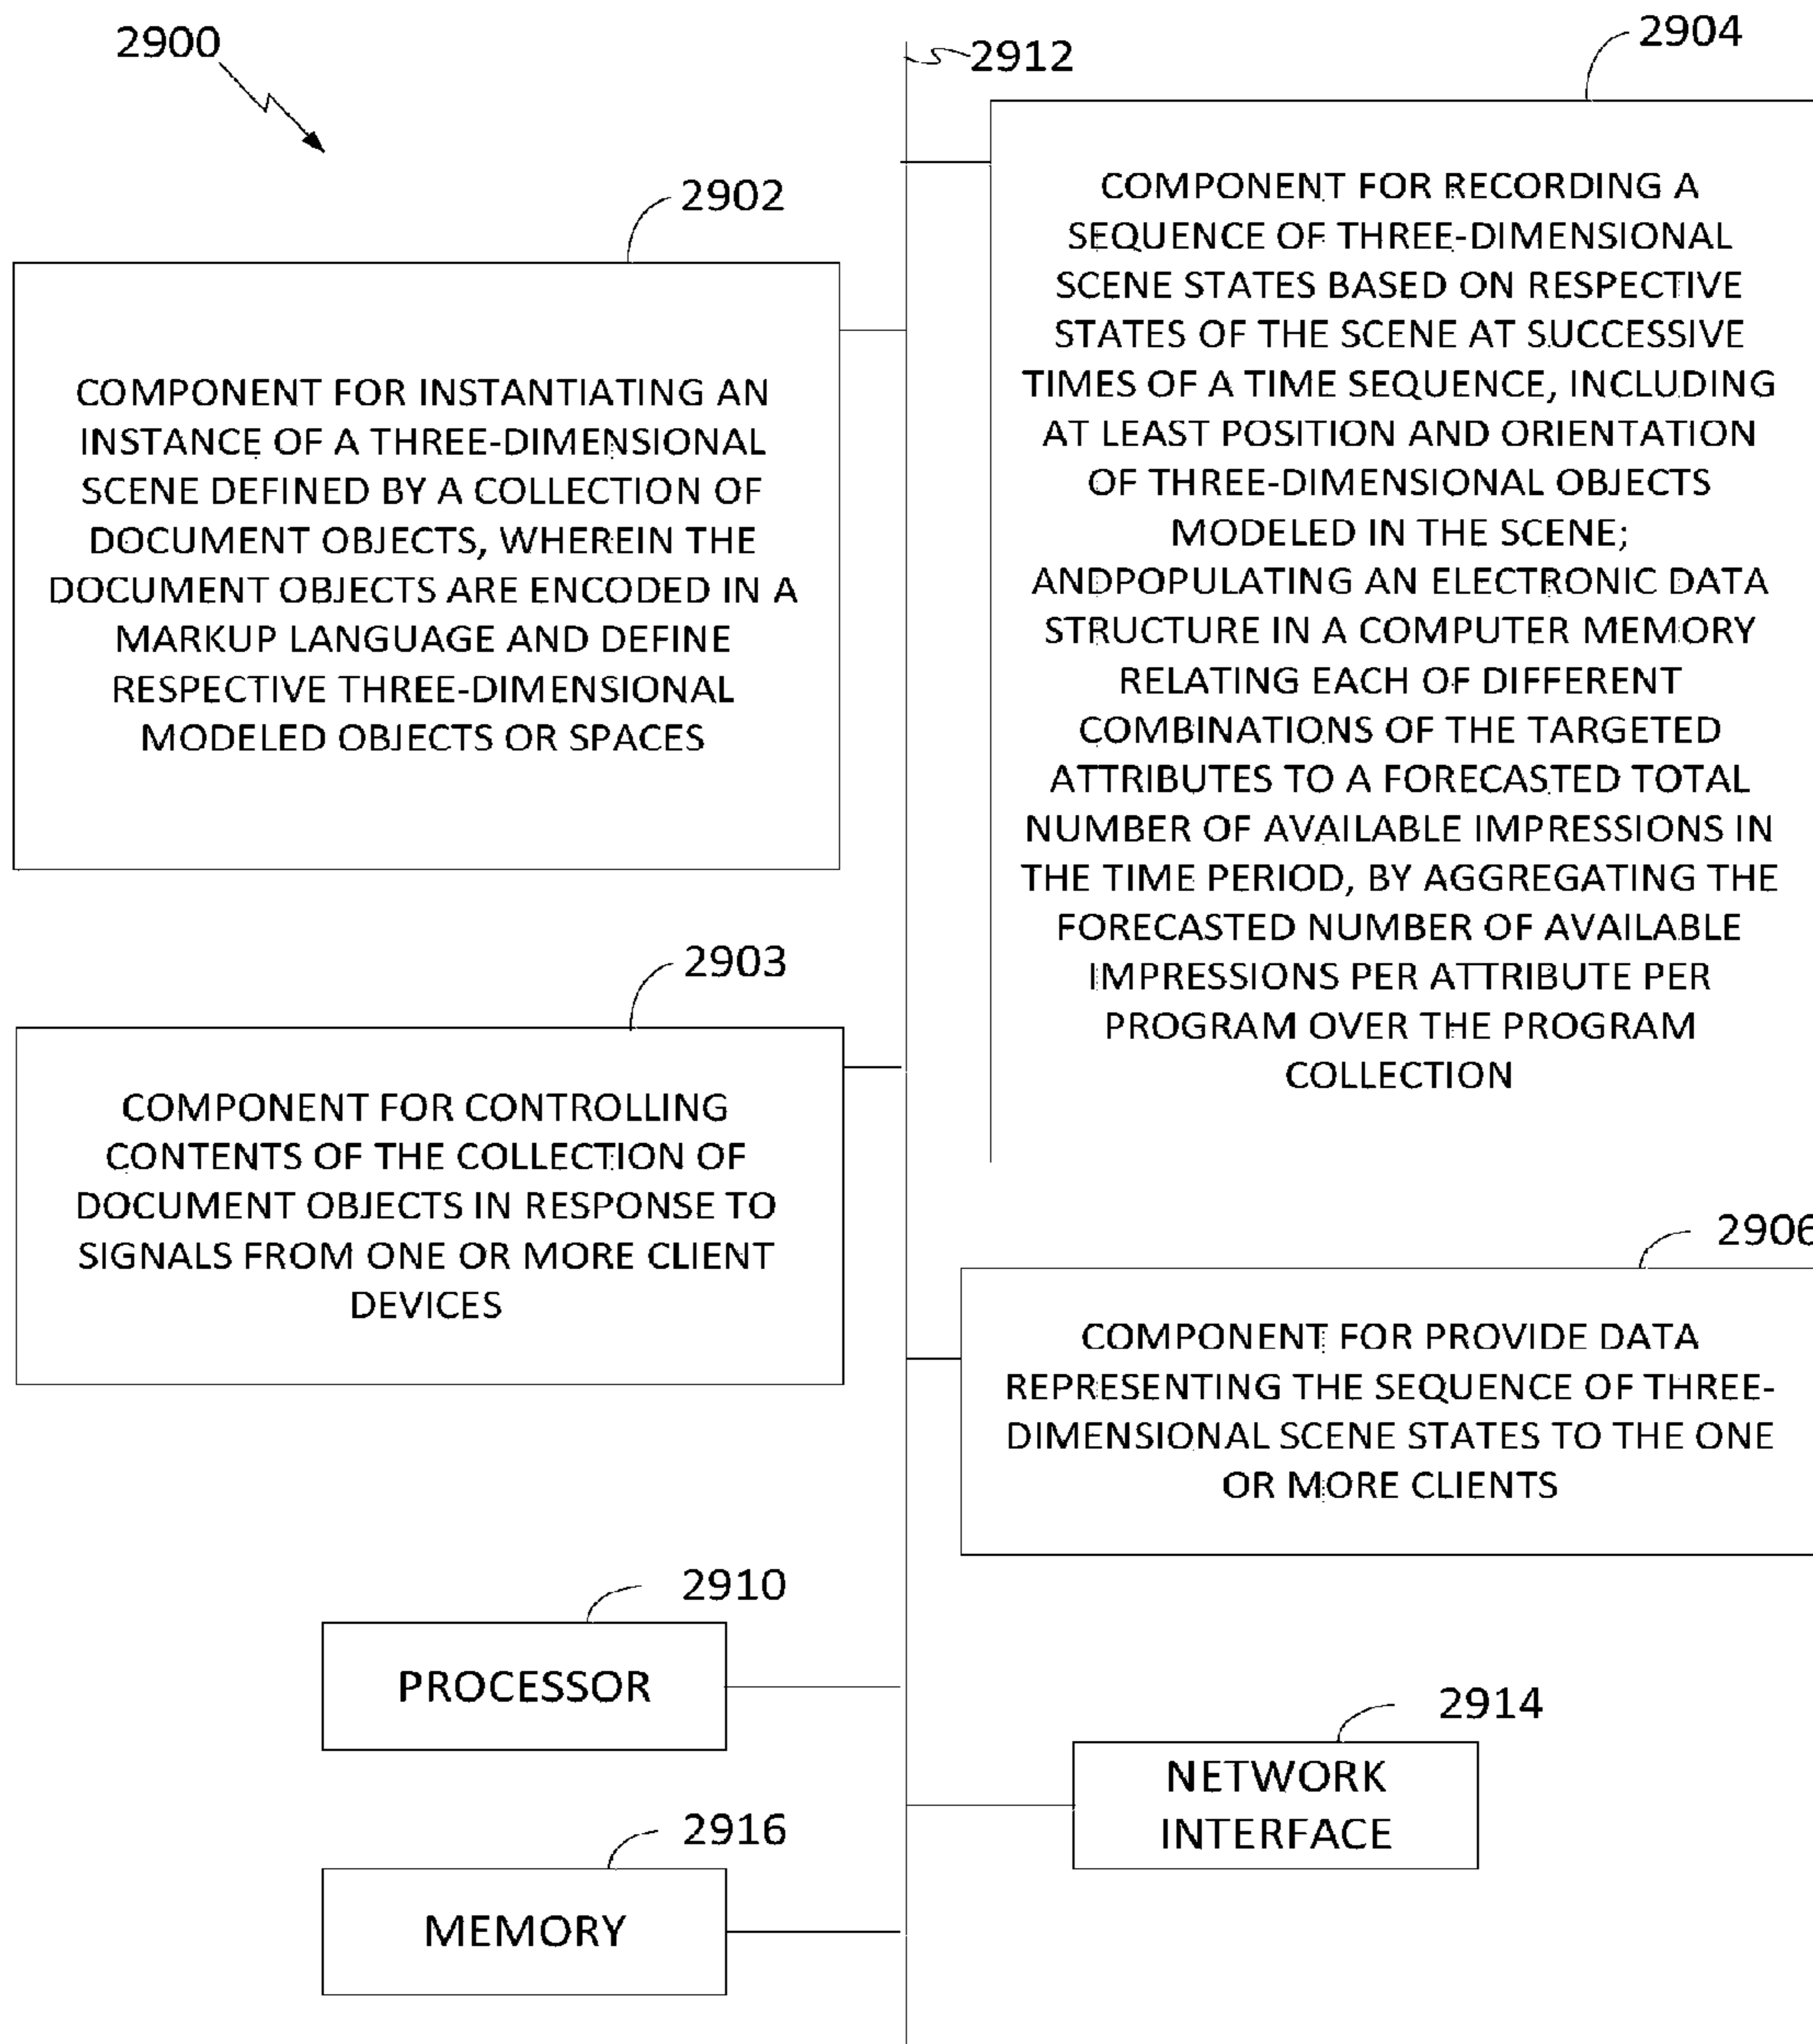 2900
2912
2904
2902
COMPONENT FOR INSTANTIATING AN
INSTANCE OF A THREE-DIMENSIONAL
SCENE DEFINED BY A COLLECTION OF
DOCUMENT OBJECTS, WHEREIN THE
DOCUMENT OBJECTS ARE ENCODED IN A
MARKUP LANGUAGE AND DEFINE
RESPECTIVE THREE-DIMENSIONAL
MODELED OBJECTS OR SPACES
COMPONENT FOR RECORDING A
SEQUENCE OF THREE-DIMENSIONAL
SCENE STATES BASED ON RESPECTIVE
STATES OF THE SCENE AT SUCCESSIVE
TIMES OF A TIME SEQUENCE, INCLUDING
AT LEAST POSITION AND ORIENTATION
OF THREE-DIMENSIONAL OBJECTS
MODELED IN THE SCENE;
ANDPOPULATING AN ELECTRONIC DATA
STRUCTURE IN A COMPUTER MEMORY
RELATING EACH OF DIFFERENT
COMBINATIONS OF THE TARGETED
ATTRIBUTES TO A FORECASTED TOTAL
NUMBER OF AVAILABLE IMPRESSIONS IN
THE TIME PERIOD, BY AGGREGATING THE
FORECASTED NUMBER OF AVAILABLE
IMPRESSIONS PER ATTRIBUTE PER
PROGRAM OVER THE PROGRAM
COLLECTION
2903
COMPONENT FOR CONTROLLING
CONTENTS OF THE COLLECTION OF
DOCUMENT OBJECTS IN RESPONSE TO
SIGNALS FROM ONE OR MORE CLIENT
DEVICES
2906
COMPONENT FOR PROVIDE DATA
REPRESENTING THE SEQUENCE OF THREE-
DIMENSIONAL SCENE STATES TO THE ONE
OR MORE CLIENTS
2910
PROCESSOR
2914
NETWORK
INTERFACE
2916
MEMORY